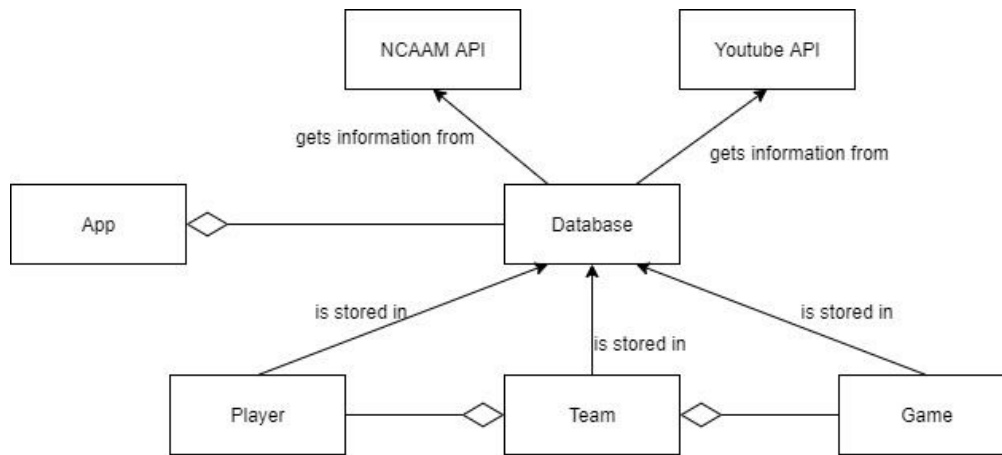 NCAAM API
Youtube API
gets information from
gets information from
App
Database
is stored in
is stored in
is stored in
Player
Team
Game